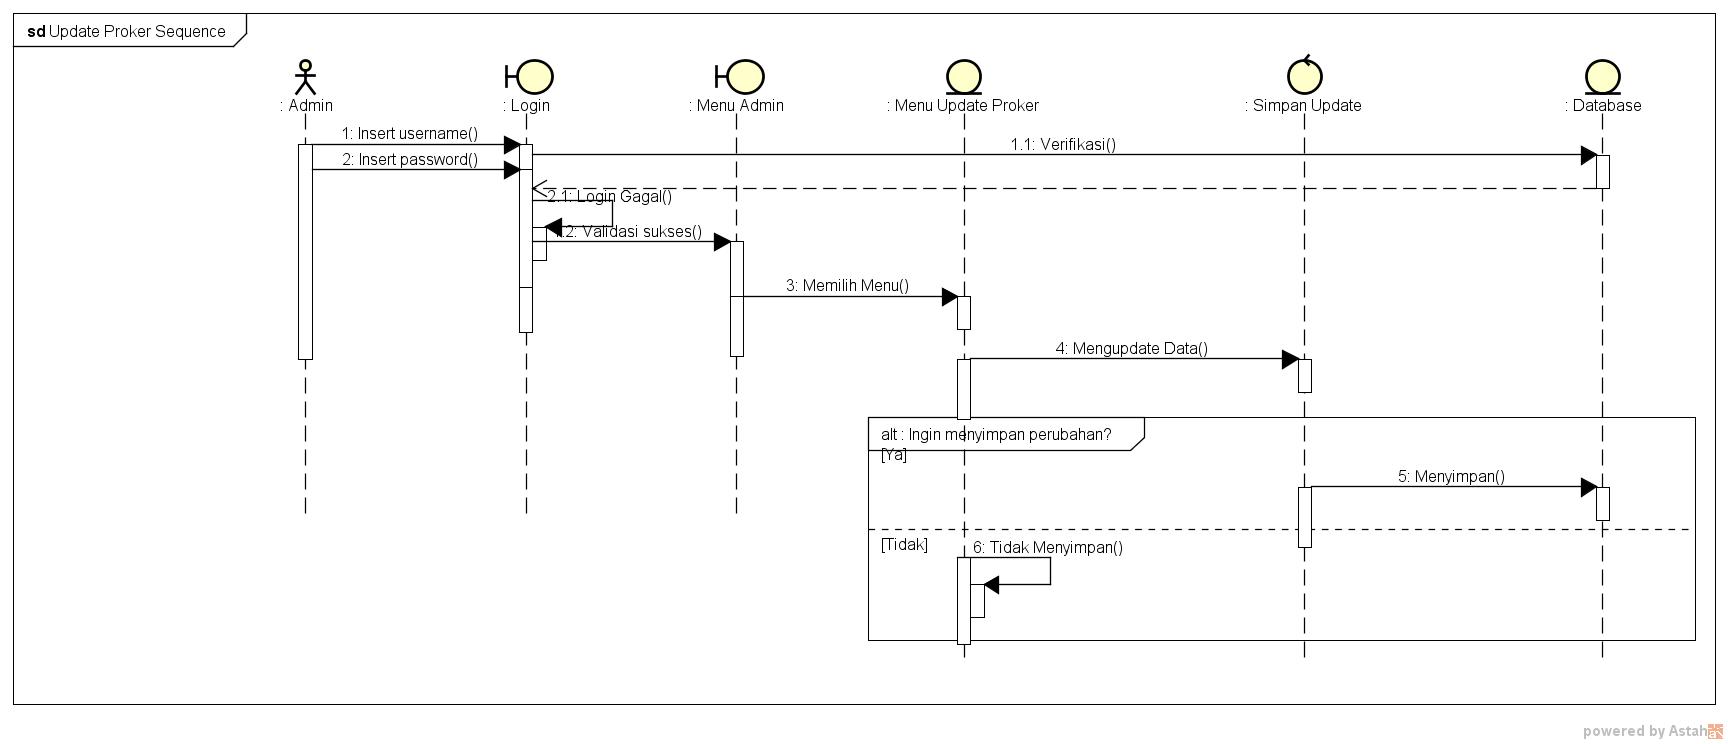 sd Update Proker Sequence
: Admin
: Login
: Menu Admin
: Menu Update Proker
: Simpan Update
: Database
1: Insert username()
1.1: Verifikasi()
2: Insert password()
2.1: Login Gagal()
1.2: Validasi sukses()
3: Memilih Menu()
4: Mengupdate Data()
alt : Ingin menyimpan perubahan?
[Ya]
5: Menyimpan()
[Tidak]
6: Tidak Menyimpan()
powered by Astah